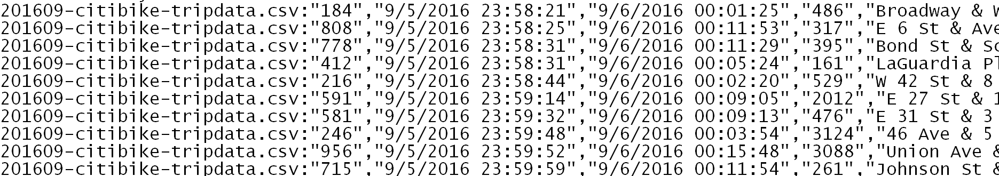 201609-citibike-tripdata.csv:"184","9/5/2016 23:58:21","9/6/2016 00:01:25","486","Broadway & W
201609-citibike-tripdata.csv:"808","9/5/2016 23:58:25","9/6/2016 00:11:53","317","E 6 St & Ave
201609-citibike-tripdata.csv:"778","9/5/2016 23:58:31","9/6/2016 00:11:29","395","Bond St & Sc
201609-citibike-tripdata.csv:"412","9/5/2016 23:58:31","9/6/2016 00:05:24","161","LaGuardia Pl
201609-citibike-tripdata.csv:"216","9/5/2016 23:58:44","9/6/2016 00:02:20","529","W 42 St & 8
201609-citibike-tripdata.csv:"591","9/5/2016 23:59:14","9/6/2016 00:09:05","2012","E 27 St & 1
201609-citibike-tripdata.csv:"581","9/5/2016 23:59:32","9/6/2016 00:09:13","476","E 31 St & 3
201609-citibike-tripdata.csv:"246","9/5/2016 23:59:48","9/6/2016 00:03:54","3124","46 Ave & 5
201609-citibike-tripdata.csv:"956","9/5/2016 23:59:52","9/6/2016 00:15:48","3088","Union Ave &
201609-citibike-tripdata.csv:"715","9/5/2016 23:59:59","9/6/2016 00:11:54","261","Johnson St &